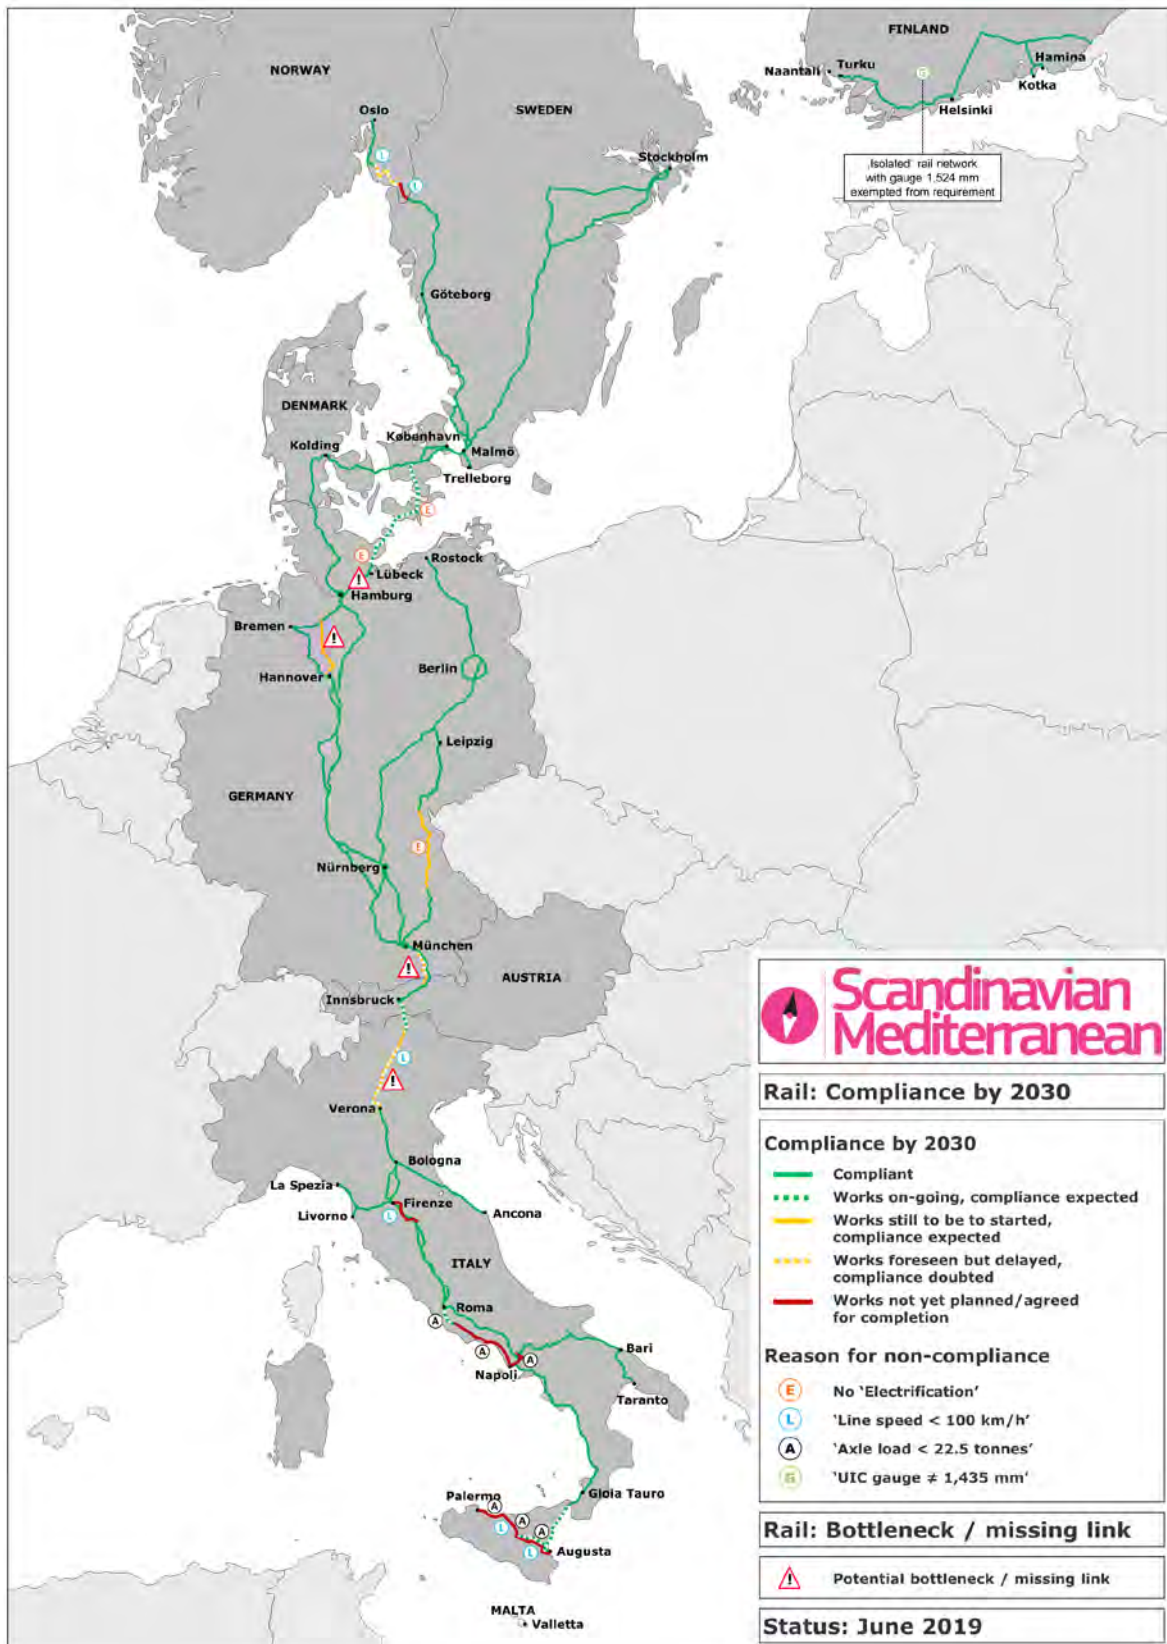 FINLAND
NORWAY
Naantali
Turku
G
Hamina
Kotka
Helsinki
Oslo
SWEDEN
L
Stockholm
‚Isolated‘ rail network
with gauge 1,524 mm
exempted from requirement
L
Göteborg
DENMARK
København
Kolding
Malmö
Trelleborg
E
E
Rostock
! Lübeck
Hamburg
Bremen
!
Berlin
Hannover
Leipzig
GERMANY
E
Nürnberg
München
!
AUSTRIA
Innsbruck
L
!
Verona
Bologna
La Spezia
Firenze
Livorno
L
Ancona
ITALY
Roma
A
A
A
Bari
Napoli
Taranto
Palermo
A
Gioia Tauro
L
A
A
L
Augusta
MALTA
Valletta
Scandinavian
Mediterranean
Rail: Compliance by 2030
Compliance by 2030
Compliant
Works on-going, compliance expected
Works still to be to started,
compliance expected
Works foreseen but delayed,
compliance doubted
Works not yet planned/agreed
for completion
Reason for non-compliance
E No ‘Electrification’
L ‘Line speed < 100 km/h’
A ‘Axle load < 22.5 tonnes’
G ‘UIC gauge ≠ 1,435 mm’
Rail: Bottleneck / missing link
! Potential bottleneck / missing link
Status: June 2019